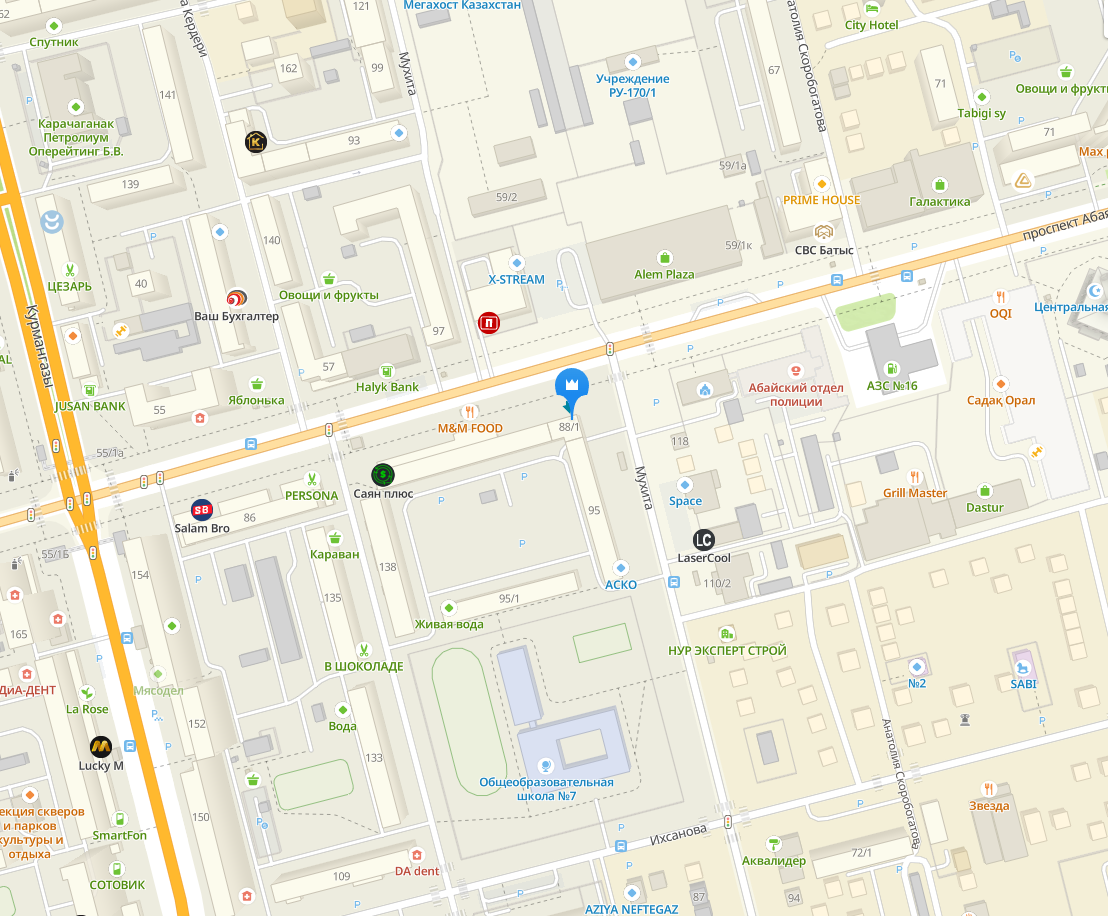 Мегахост Казахстан
121
City Hotel
Спутник
а Кердери
Мухита
Анатолия Скоробогатова
162
99
67
71
Учреждение
РУ-170/1
Овощи и фрукты
141
Tabigi sy
Карачаганак
Петролиум
Оперейтинг Б.В.
K
93
71
Max
139
59/1а
59/2
PRIME HOUSE
Галактика
проспект Абая
140
59/1к
СВС Батыс
X-STREAM
Alem Plaza
ЦЕЗАРЬ
40
Овощи и фрукты
Центральная
Ваш Бухгалтер
OQI
Курмангазы
97
П
57
Halyk Bank
Абайский отдел
полиции
АЗС №16
Садақ Орал
JUSAN BANK
55
Яблонька
M&M FOOD
88/1
118
55/1а
Саян плюс
PERSONA
Мухита
Space
Grill Master
Dastur
SB
Salam Bro
86
95
LC
LaserCool
55/1Б
Караван
154
138
АСКО
110/2
135
95/1
165
Живая вода
НУР ЭКСПЕРТ СТРОЙ
В ШОКОЛАДЕ
№2
SABI
ДиА-ДЕНТ
Мясодел
La Rose
152
Вода
Анатолия Скоробогатова
Lucky M
133
Общеобразовательная
школа №7
екция скверов
и парков
культуры и
отдыха
150
SmartFon
Ихсанова
Звезда
Аквалидер
72/1
СОТОВИК
109
DA dent
AZIYA NEFTEGAZ
87
94